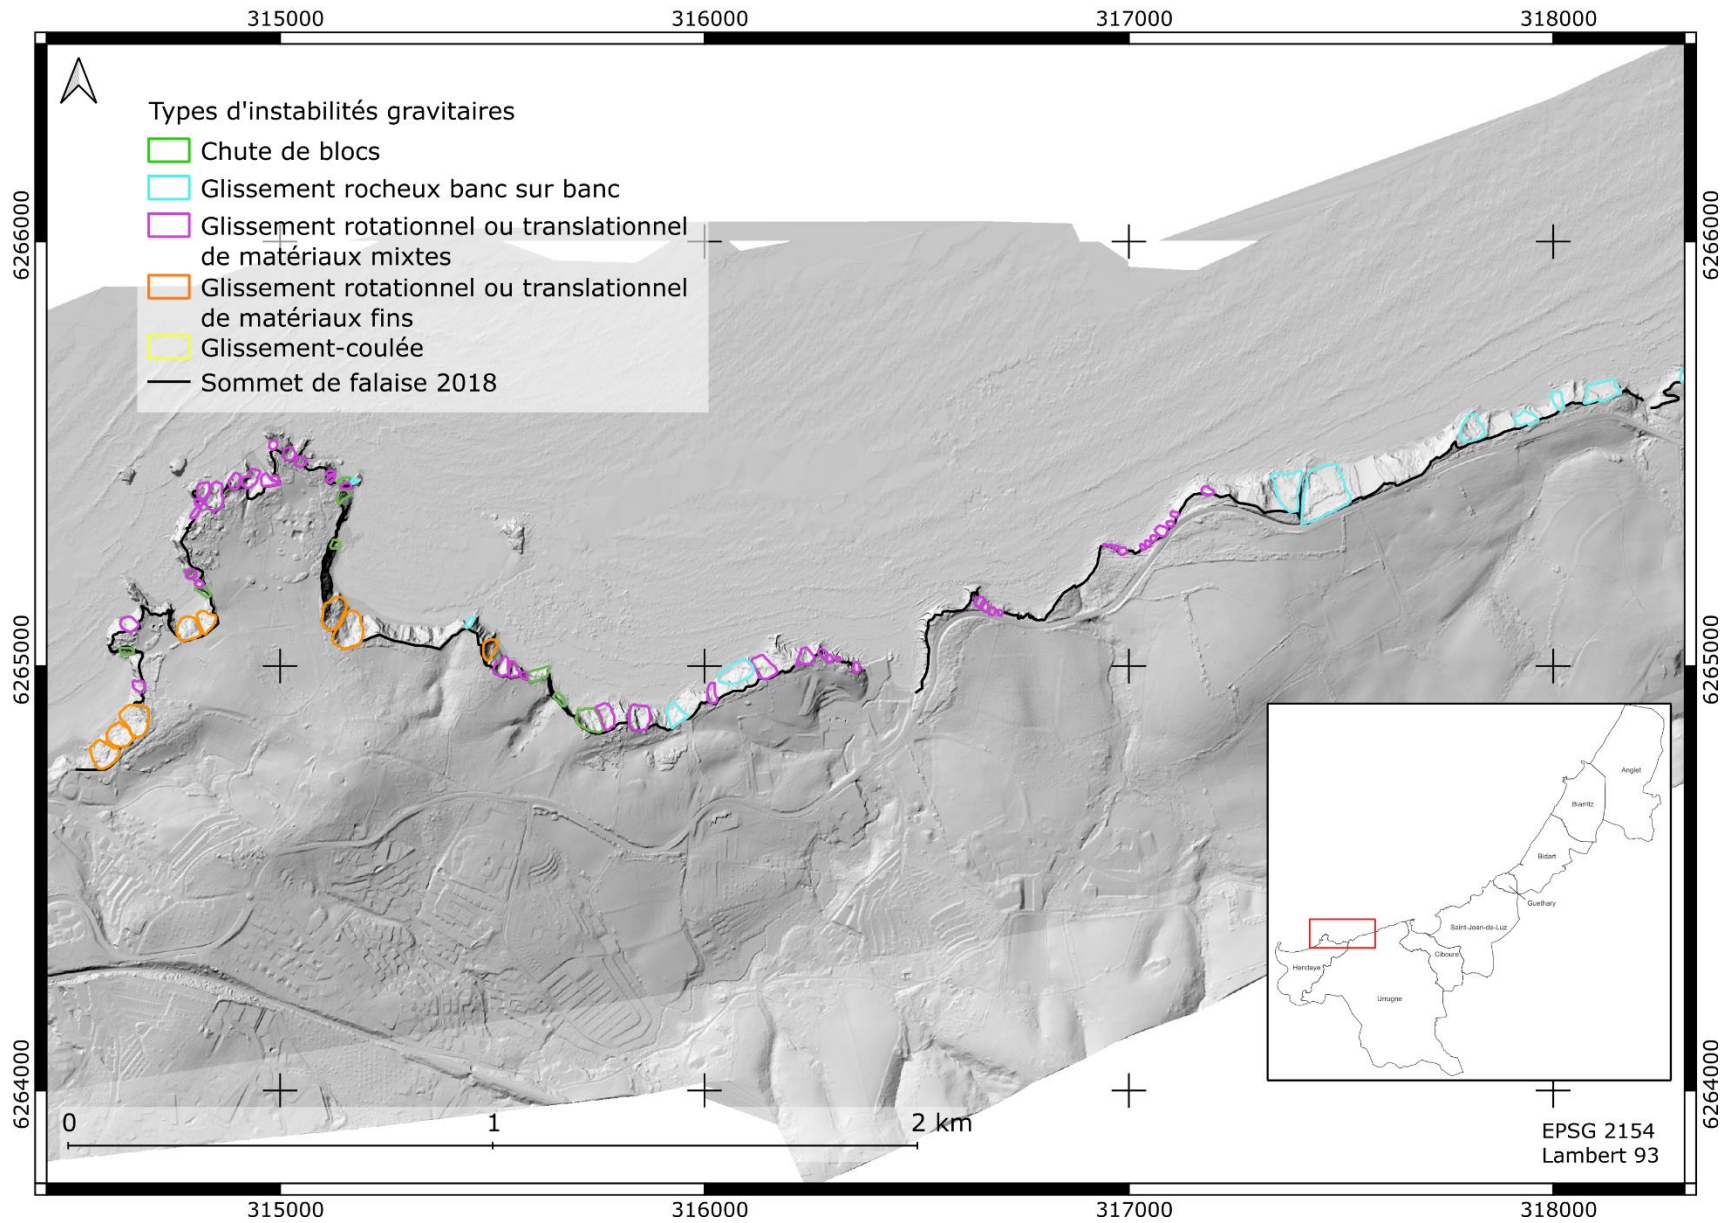 315000
316000
317000
318000
Types d'instabilités gravitaires
Chute de blocs
Glissement rocheux banc sur banc
Glissement rotationnel ou translationnel
de matériaux mixtes
Glissement rotationnel ou translationnel
de matériaux fins
Glissement-coulée
Sommet de falaise 2018
6266000
6266000
6265000
6265000
6264000
6264000
Anglet
Biarritz
Bidart
Guethary
Saint-Jean-de-Luz
Ciboure
Hendaye
Urrugne
0
1
2 km
EPSG 2154
Lambert 93
315000
316000
317000
318000